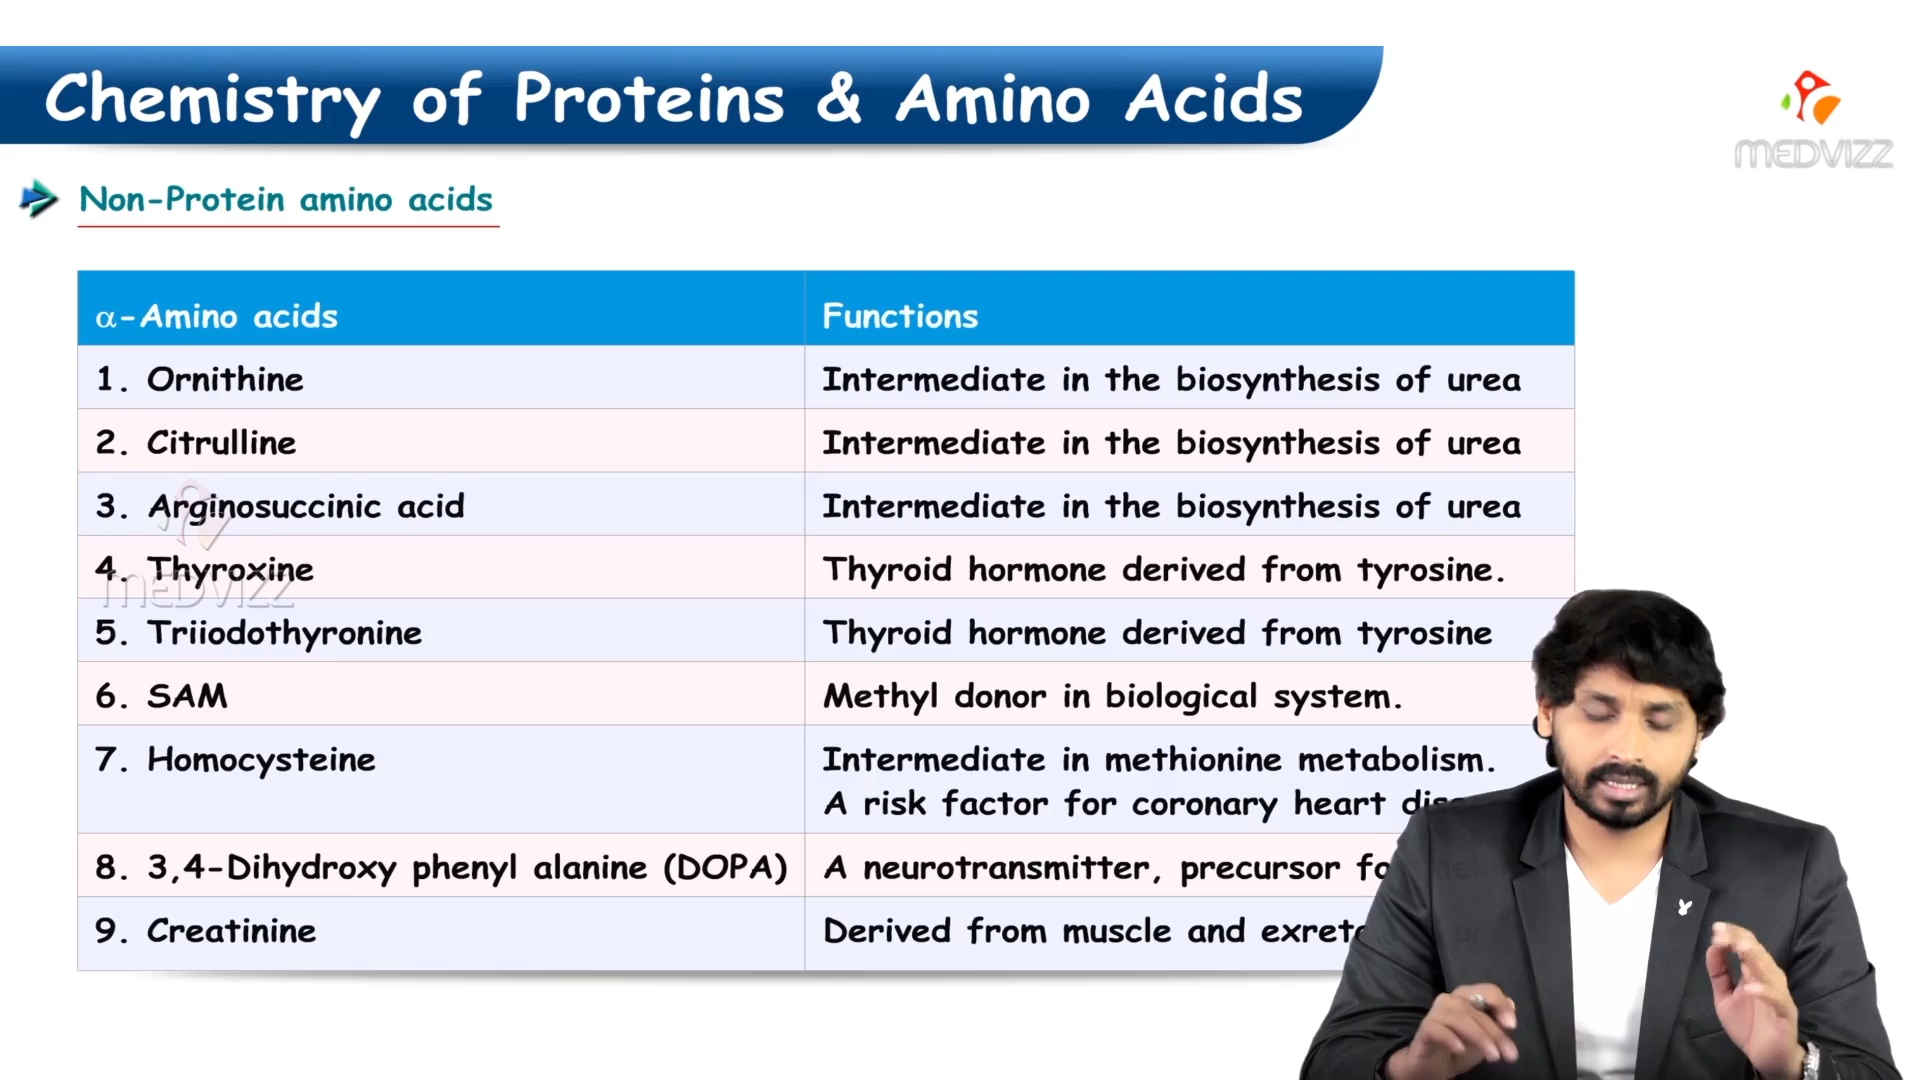 Chemistry of Proteins & Amino Acids
MEDVIZZ
Non-Protein amino acids
α-Amino acids Functions
1. Ornithine Intermediate in the biosynthesis of urea
2. Citrulline Intermediate in the biosynthesis of urea
3. Arginosuccinic acid Intermediate in the biosynthesis of urea
4. Thyroxine Thyroid hormone derived from tyrosine.
MEDVIZZ
5. Triiodothyronine Thyroid hormone derived from tyrosine
6. SAM Methyl donor in biological system.
7. Homocysteine Intermediate in methionine metabolism.
A risk factor for coronary heart
8. 3,4-Dihydroxy phenyl alanine (DOPA) A neurotransmitter, precursor
9. Creatinine Derived from muscle and